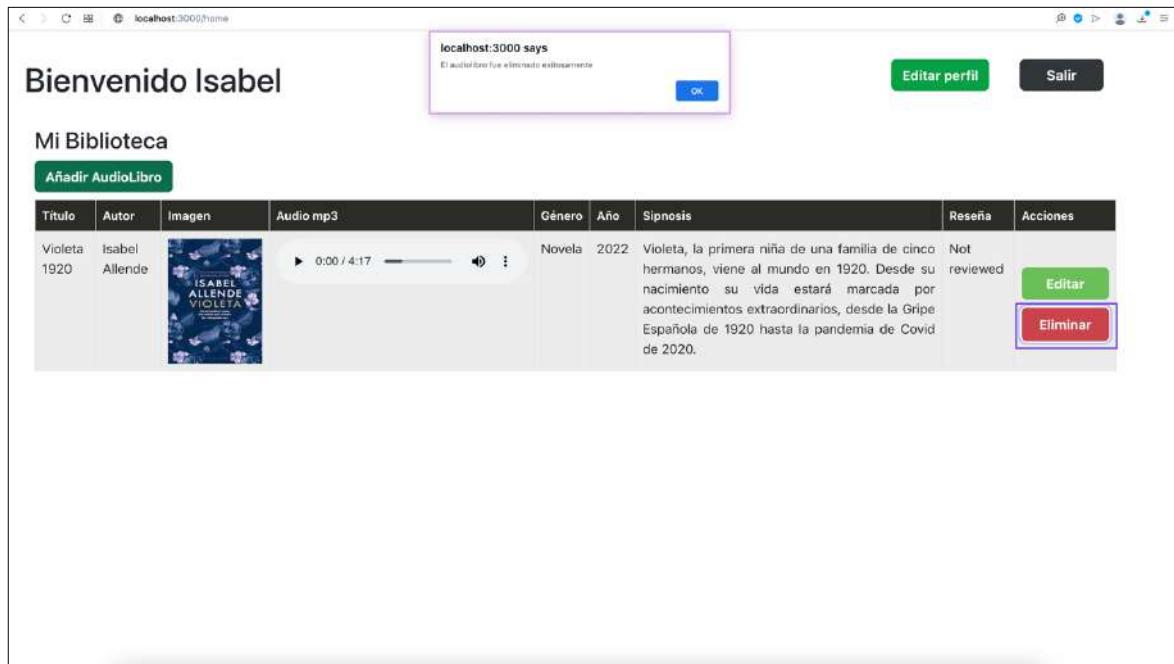 localhost:3000/home
localhost:3000 says
El audiolibro fue eliminado exitosamente
OK
Bienvenido Isabel
Editar perfil
Salir
Mi Biblioteca
Añadir AudioLibro
Título Autor Imagen Audio mp3 Género Año Sipnosis Reseña Acciones
Violeta
1920
Isabel
Allende
ISABEL
ALLENDE
VIOLETA
0:00 / 4:17
Novela
2022
Violeta, la primera niña de una familia de cinco
hermanos, viene al mundo en 1920. Desde su
nacimiento su vida estará marcada por
acontecimientos extraordinarios, desde la Gripe
Española de 1920 hasta la pandemia de Covid
de 2020.
Not
reviewed
Editar
Eliminar